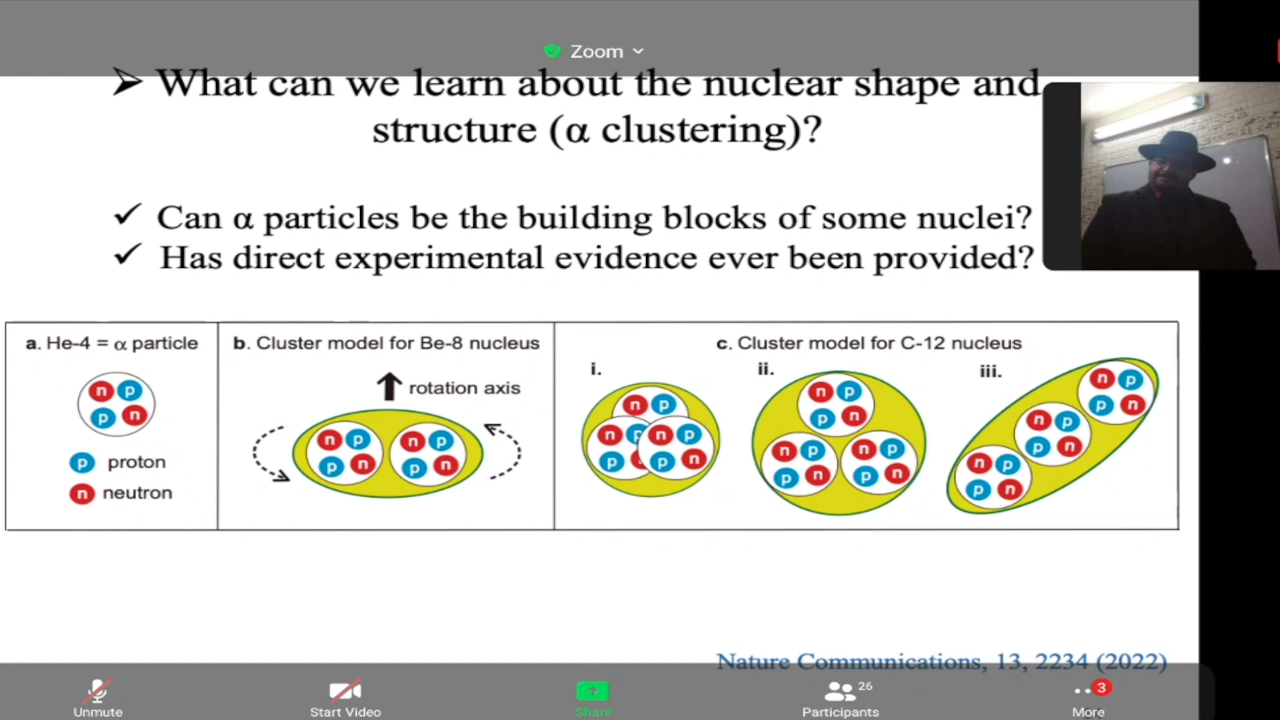 Zoom
➢ What can we learn about the nuclear shape and
structure (α clustering)?
✓ Can α particles be the building blocks of some nuclei?
✓ Has direct experimental evidence ever been provided?
a. He-4 = α particle
n p
p n
p proton
n neutron
b. Cluster model for Be-8 nucleus
rotation axis
n p n p
p n p n
c. Cluster model for C-12 nucleus
i.
n p
n p n p
p p n
ii.
n p
p n
n p n p
p n p n
iii.
n p
p n
n p
p n
n p
p n
Nature Communications, 13, 2234 (2022)
Unmute
Start Video
Share
26
Participants
3
More